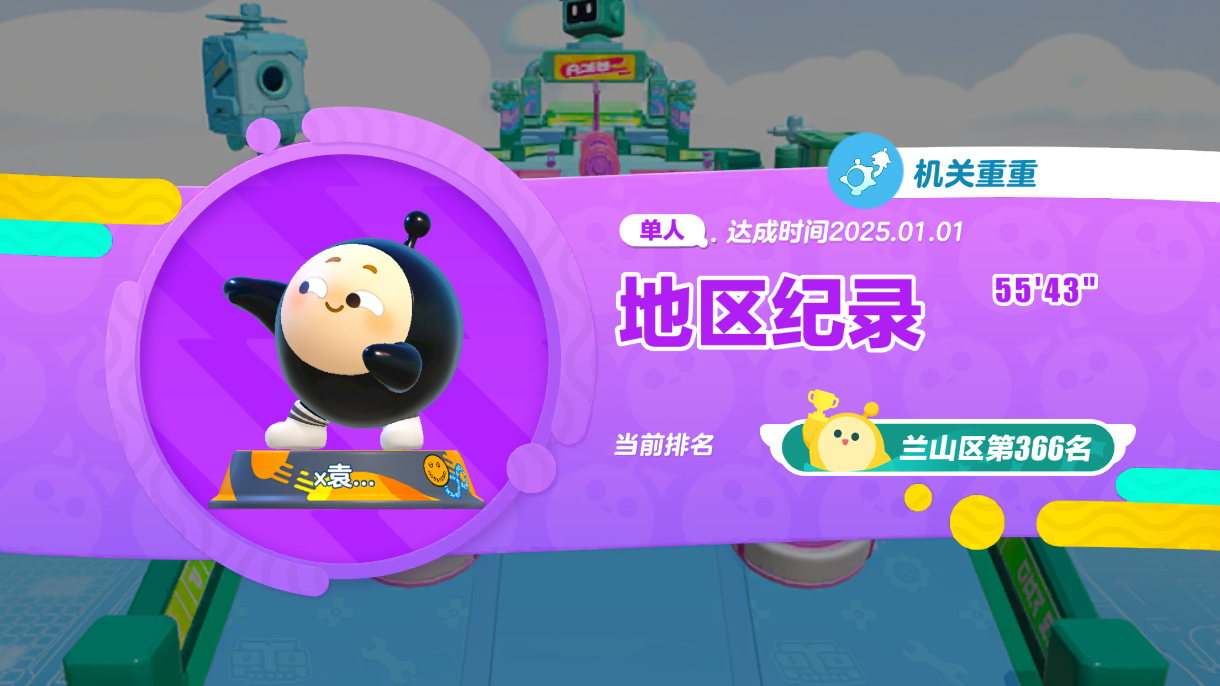 机关重重
单人
达成时间2025.01.01
地区纪录
55'43"
当前排名
兰山区第366名
x袁...